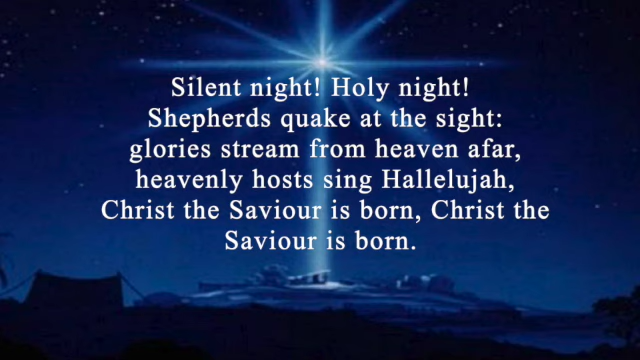 Silent night! Holy night!
Shepherds quake at the sight:
glories stream from heaven afar,
heavenly hosts sing Hallelujah,
Christ the Saviour is born, Christ the
Saviour is born.